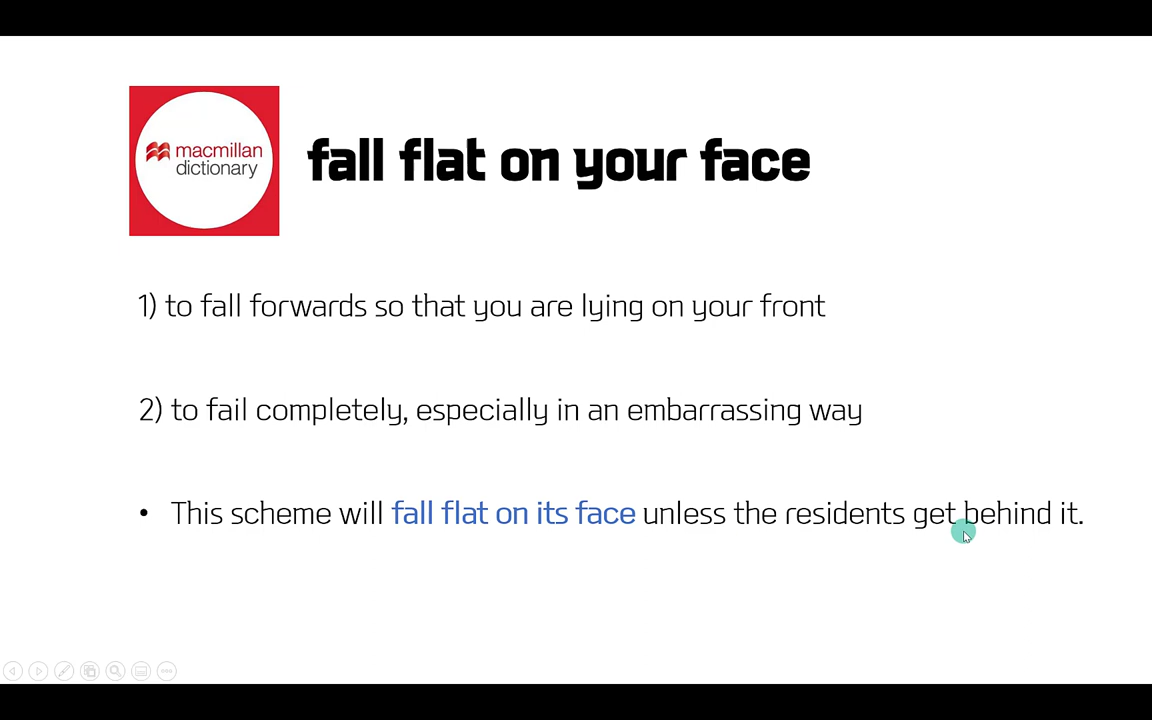 macmillan
dictionary
fall flat on your face
1) to fall forwards so that you are lying on your front
2) to fail completely, especially in an embarrassing way
• This scheme will fall flat on its face unless the residents get behind it.